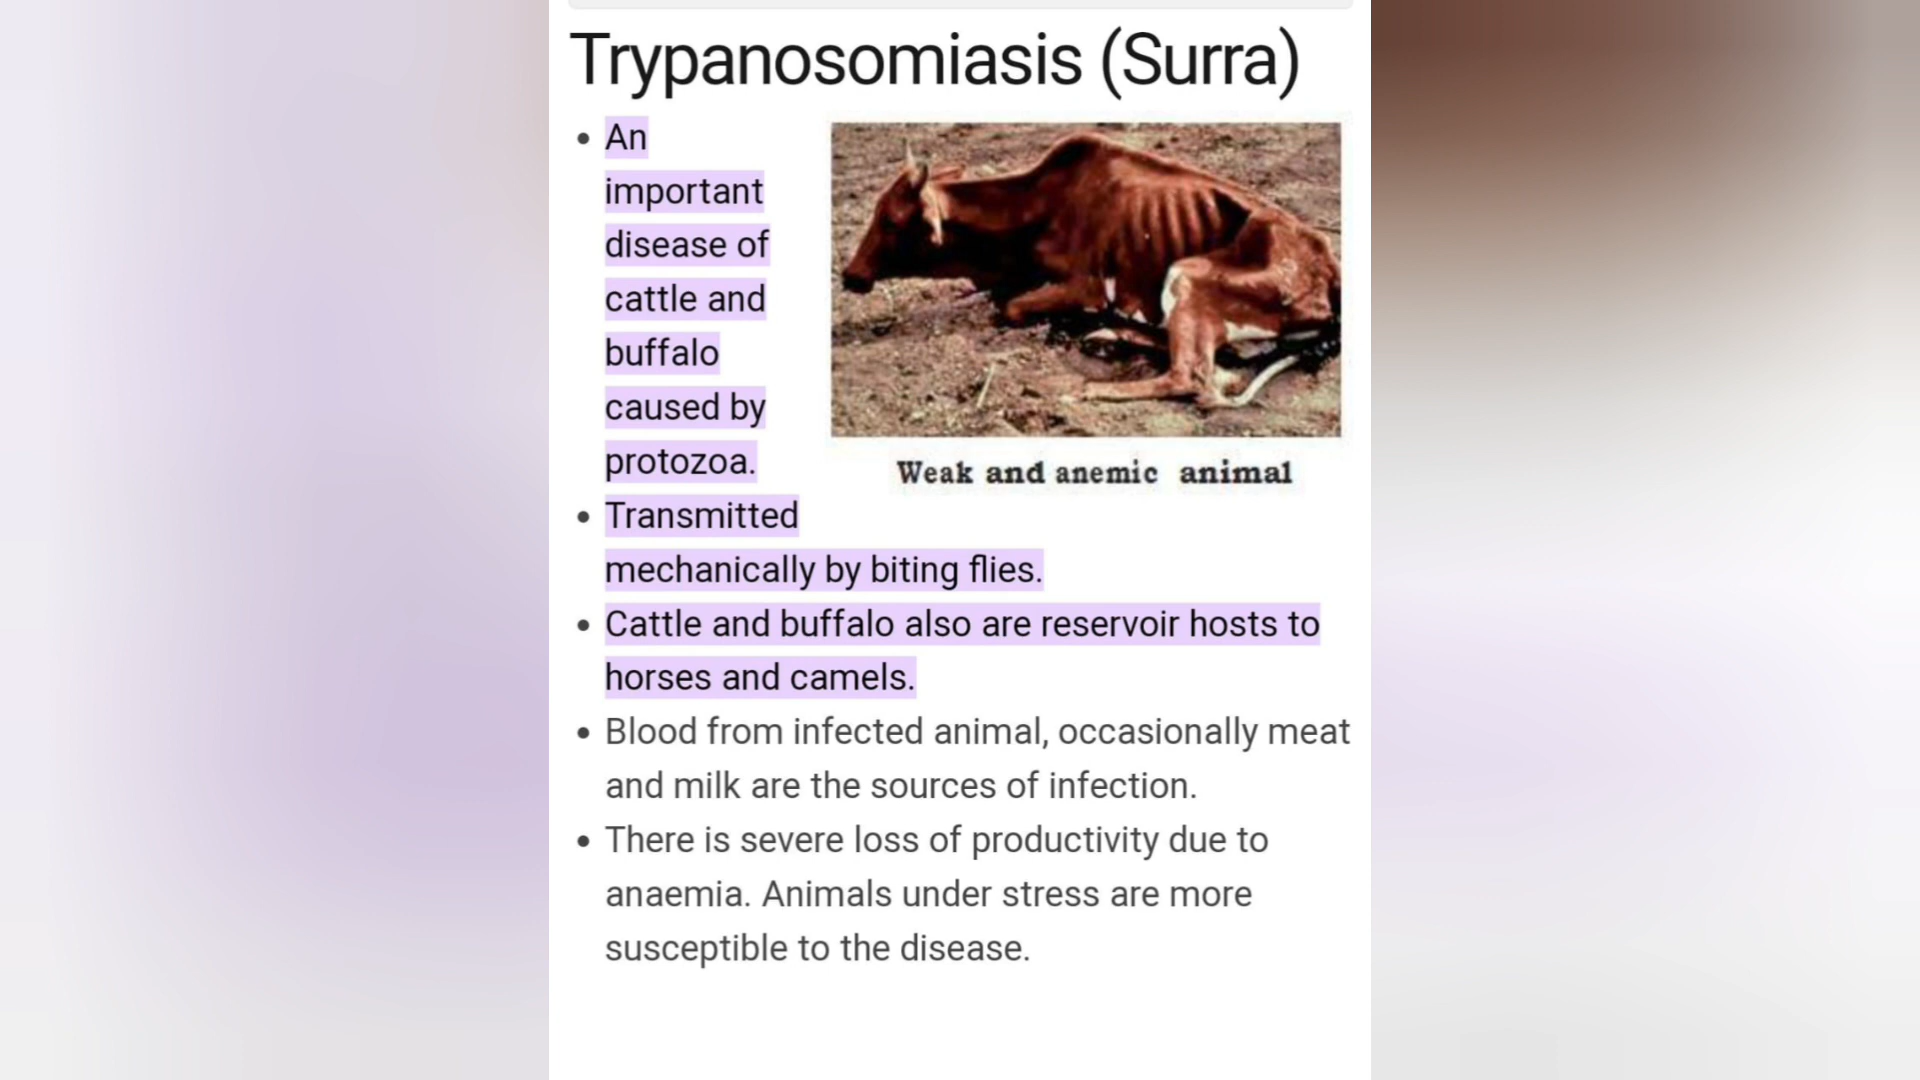 Trypanosomiasis (Surra)
• An
important
disease of
cattle and
buffalo
caused by
protozoa.
Weak and anemic animal
• Transmitted
mechanically by biting flies.
• Cattle and buffalo also are reservoir hosts to
horses and camels.
• Blood from infected animal, occasionally meat
and milk are the sources of infection.
• There is severe loss of productivity due to
anaemia. Animals under stress are more
susceptible to the disease.